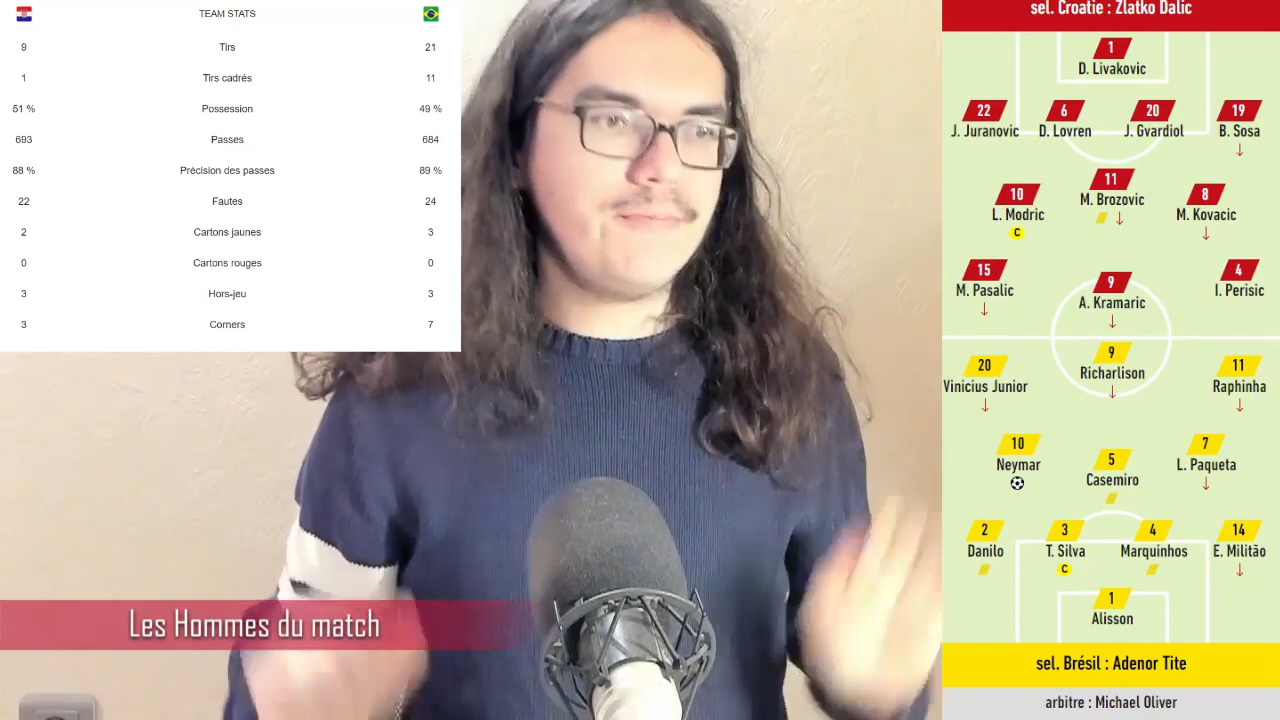 TEAM STATS
9 Tirs 21
1 Tirs cadrés 11
51 % Possession 49 %
693 Passes 684
88 % Précision des passes 89 %
22 Fautes 24
2 Cartons jaunes 3
0 Cartons rouges 0
3 Hors-jeu 3
3 Corners 7
Les Hommes du match
sel. Croatie : Zlatko Dalic
1
D. Livakovic
22 6 20 19
J. Juranovic D. Lovren J. Gvardiol B. Sosa
10 11 8
L. Modric M. Brozovic M. Kovacic
C
15 9 4
M. Pasalic A. Kramaric I. Perisic
20 9 11
Vinicius Junior Richarlison Raphinha
10 5 7
Neymar Casemiro L. Paqueta
2 3 4 14
Danilo T. Silva Marquinhos E. Militão
C
1
Alisson
sel. Brésil : Adenor Tite
arbitre : Michael Oliver